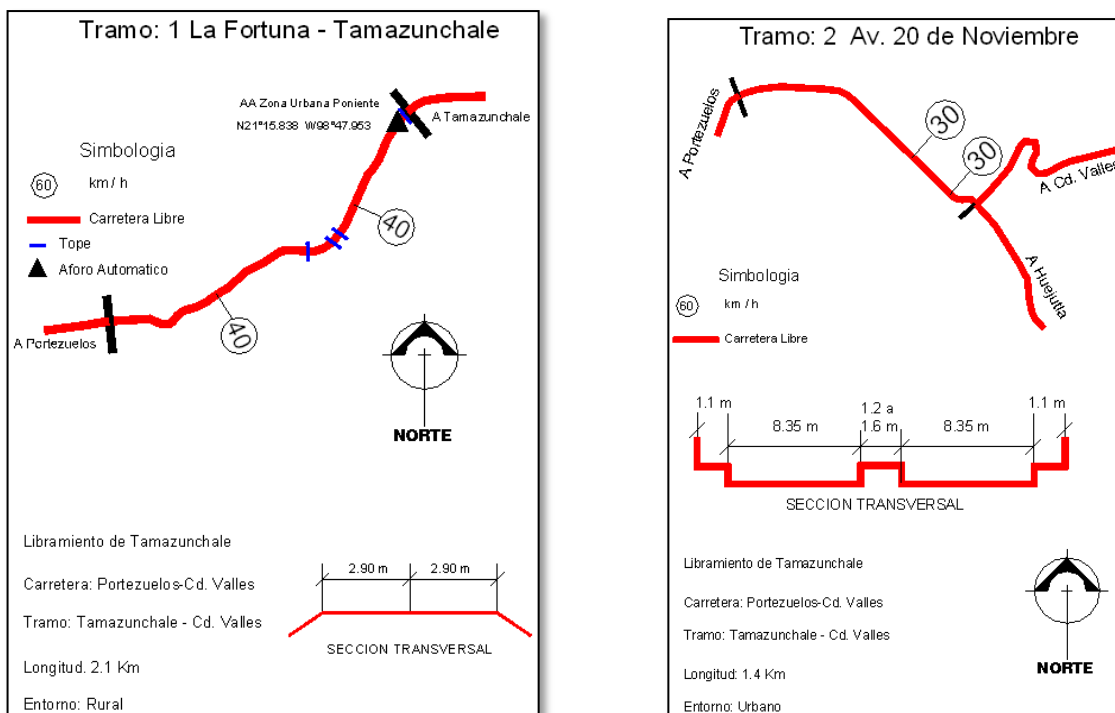 Tramo: 1 La Fortuna - Tamazunchale
AA Zona Urbana Poniente
N21°15.838 W98°47.953
A Tamazunchale
Simbologia
60 km / h
Carretera Libre
Tope
Aforo Automatico
40
40
A Portezuelos
NORTE
Libramiento de Tamazunchale
Carretera: Portezuelos-Cd. Valles
Tramo: Tamazunchale - Cd. Valles
Longitud. 2.1 Km
Entorno: Rural
2.90 m 2.90 m
SECCION TRANSVERSAL
Tramo: 2 Av. 20 de Noviembre
A Portezuelos
30
30
A Cd. Valles
A Huejutla
Simbologia
60 km / h
Carretera Libre
1.1 m 8.35 m 1.2 a 1.6 m 8.35 m 1.1 m
SECCION TRANSVERSAL
Libramiento de Tamazunchale
Carretera: Portezuelos-Cd. Valles
Tramo: Tamazunchale - Cd. Valles
Longitud: 1.4 Km
Entorno: Urbano
NORTE